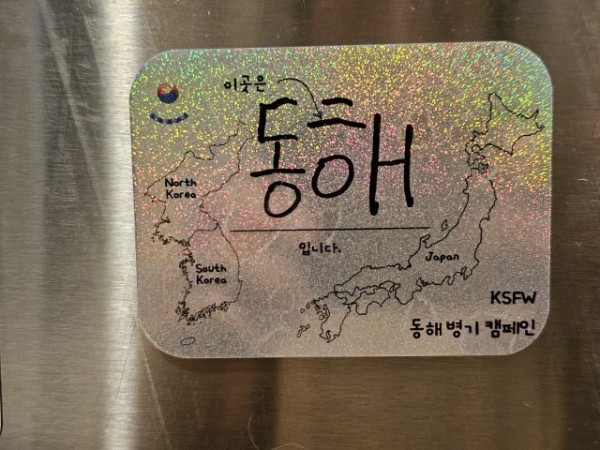 이곳은
동해
North
Korea
입니다.
South
Korea
Japan
KSFW
동해 병기 캠페인